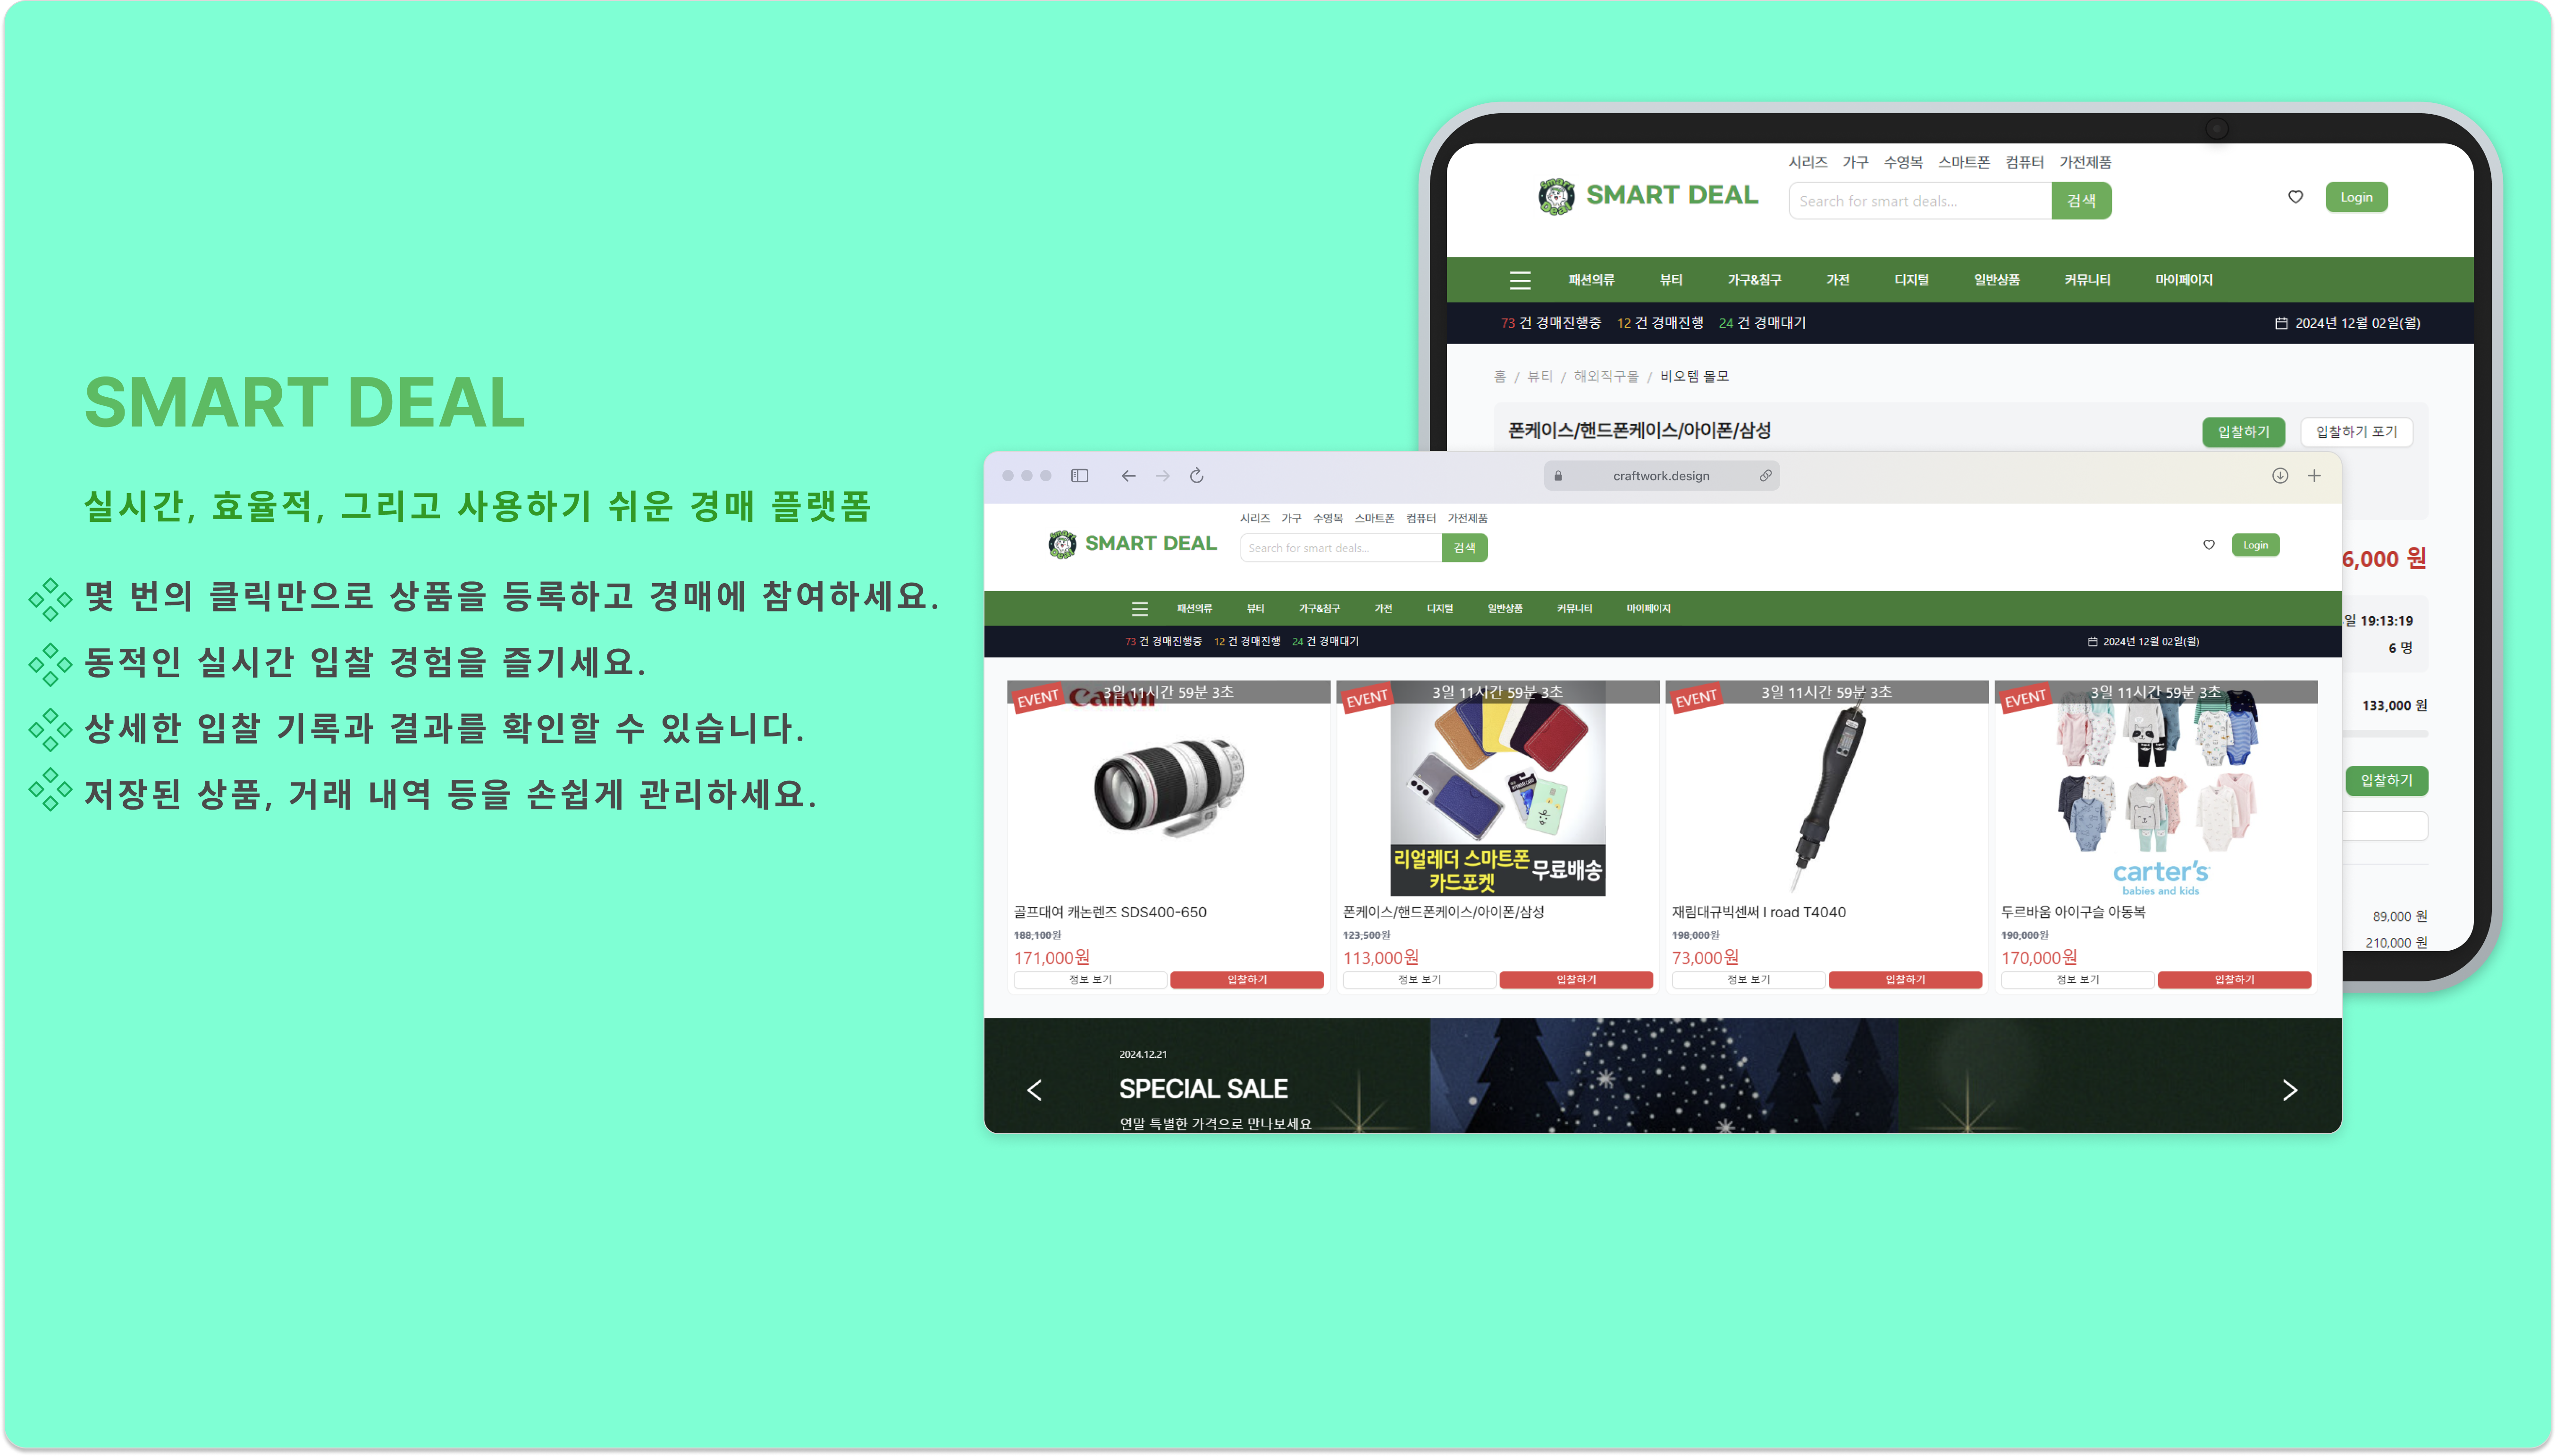 SMART DEAL
실시간, 효율적, 그리고 사용하기 쉬운 경매 플랫폼
몇 번의 클릭만으로 상품을 등록하고 경매에 참여하세요.
동적인 실시간 입찰 경험을 즐기세요.
상세한 입찰 기록과 결과를 확인할 수 있습니다.
저장된 상품, 거래 내역 등을 손쉽게 관리하세요.
시리즈 가구 수영복 스마트폰 컴퓨터 가전제품
Smart Deal
SMART DEAL
Search for smart deals...
검색
Login
패션의류 뷰티 가구&침구 가전 디지털 일반상품 커뮤니티 마이페이지
73 건 경매진행중 12 건 경매진행 24 건 경매대기
2024년 12월 02일(월)
홈 / 뷰티 / 해외직구몰 / 비오템 몰모
폰케이스/핸드폰케이스/아이폰/삼성
입찰하기
입찰하기 포기
6,000 원
일 19:13:19
6 명
133,000 원
입찰하기
89,000 원
210,000 원
craftwork.design
시리즈 가구 수영복 스마트폰 컴퓨터 가전제품
Smart Deal
SMART DEAL
Search for smart deals...
검색
Login
패션의류 뷰티 가구&침구 가전 디지털 일반상품 커뮤니티 마이페이지
73 건 경매진행중 12 건 경매진행 24 건 경매대기
2024년 12월 02일(월)
EVENT
Canon
3일 11시간 59분 3초
골프대여 캐논렌즈 SDS400-650
188,100원
171,000원
정보 보기 입찰하기
EVENT
3일 11시간 59분 3초
리얼레더 스마트폰
카드포켓
무료배송
폰케이스/핸드폰케이스/아이폰/삼성
123,500원
113,000원
정보 보기 입찰하기
EVENT
3일 11시간 59분 3초
재림대규빅센써 I road T4040
198,000원
73,000원
정보 보기 입찰하기
EVENT
3일 11시간 59분 3초
carter's
babies and kids
두르바움 아이구슬 아동복
190,000원
170,000원
정보 보기 입찰하기
2024.12.21
SPECIAL SALE
연말 특별한 가격으로 만나보세요